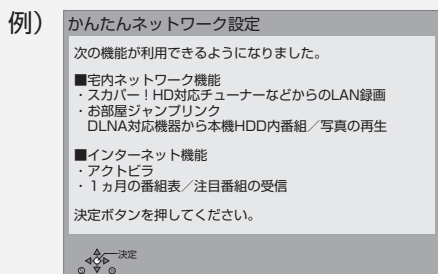 例）
かんたんネットワーク設定
次の機能が利用できるようになりました。
■宅内ネットワーク機能
・スカパー！HD対応チューナーなどからのLAN録画
・お部屋ジャンプリンク
DLNA対応機器から本機HDD内番組／写真の再生
■インターネット機能
・アクトビラ
・１ヵ月の番組表／注目番組の受信
決定ボタンを押してください。
決定